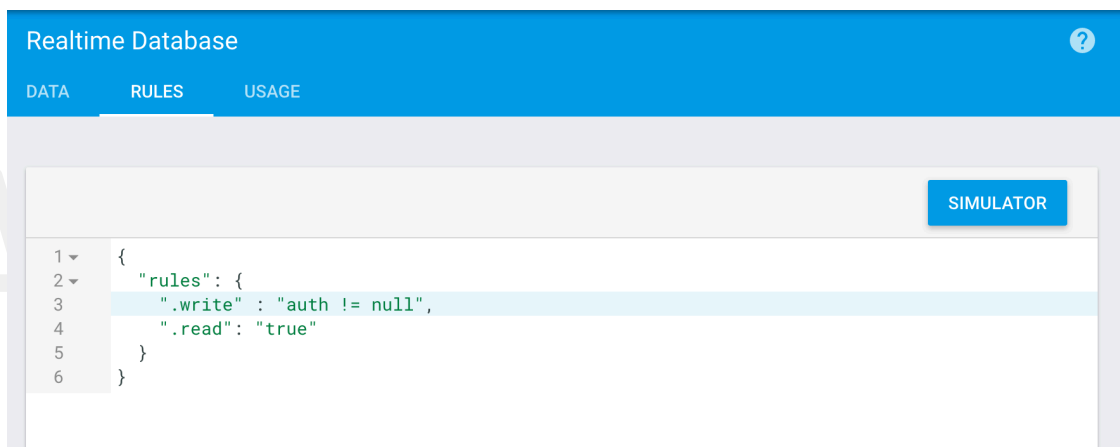 Realtime Database ?
DATA RULES USAGE
SIMULATOR
1 {
2 "rules": {
3 ".write" : "auth != null",
4 ".read": "true"
5 }
6 }